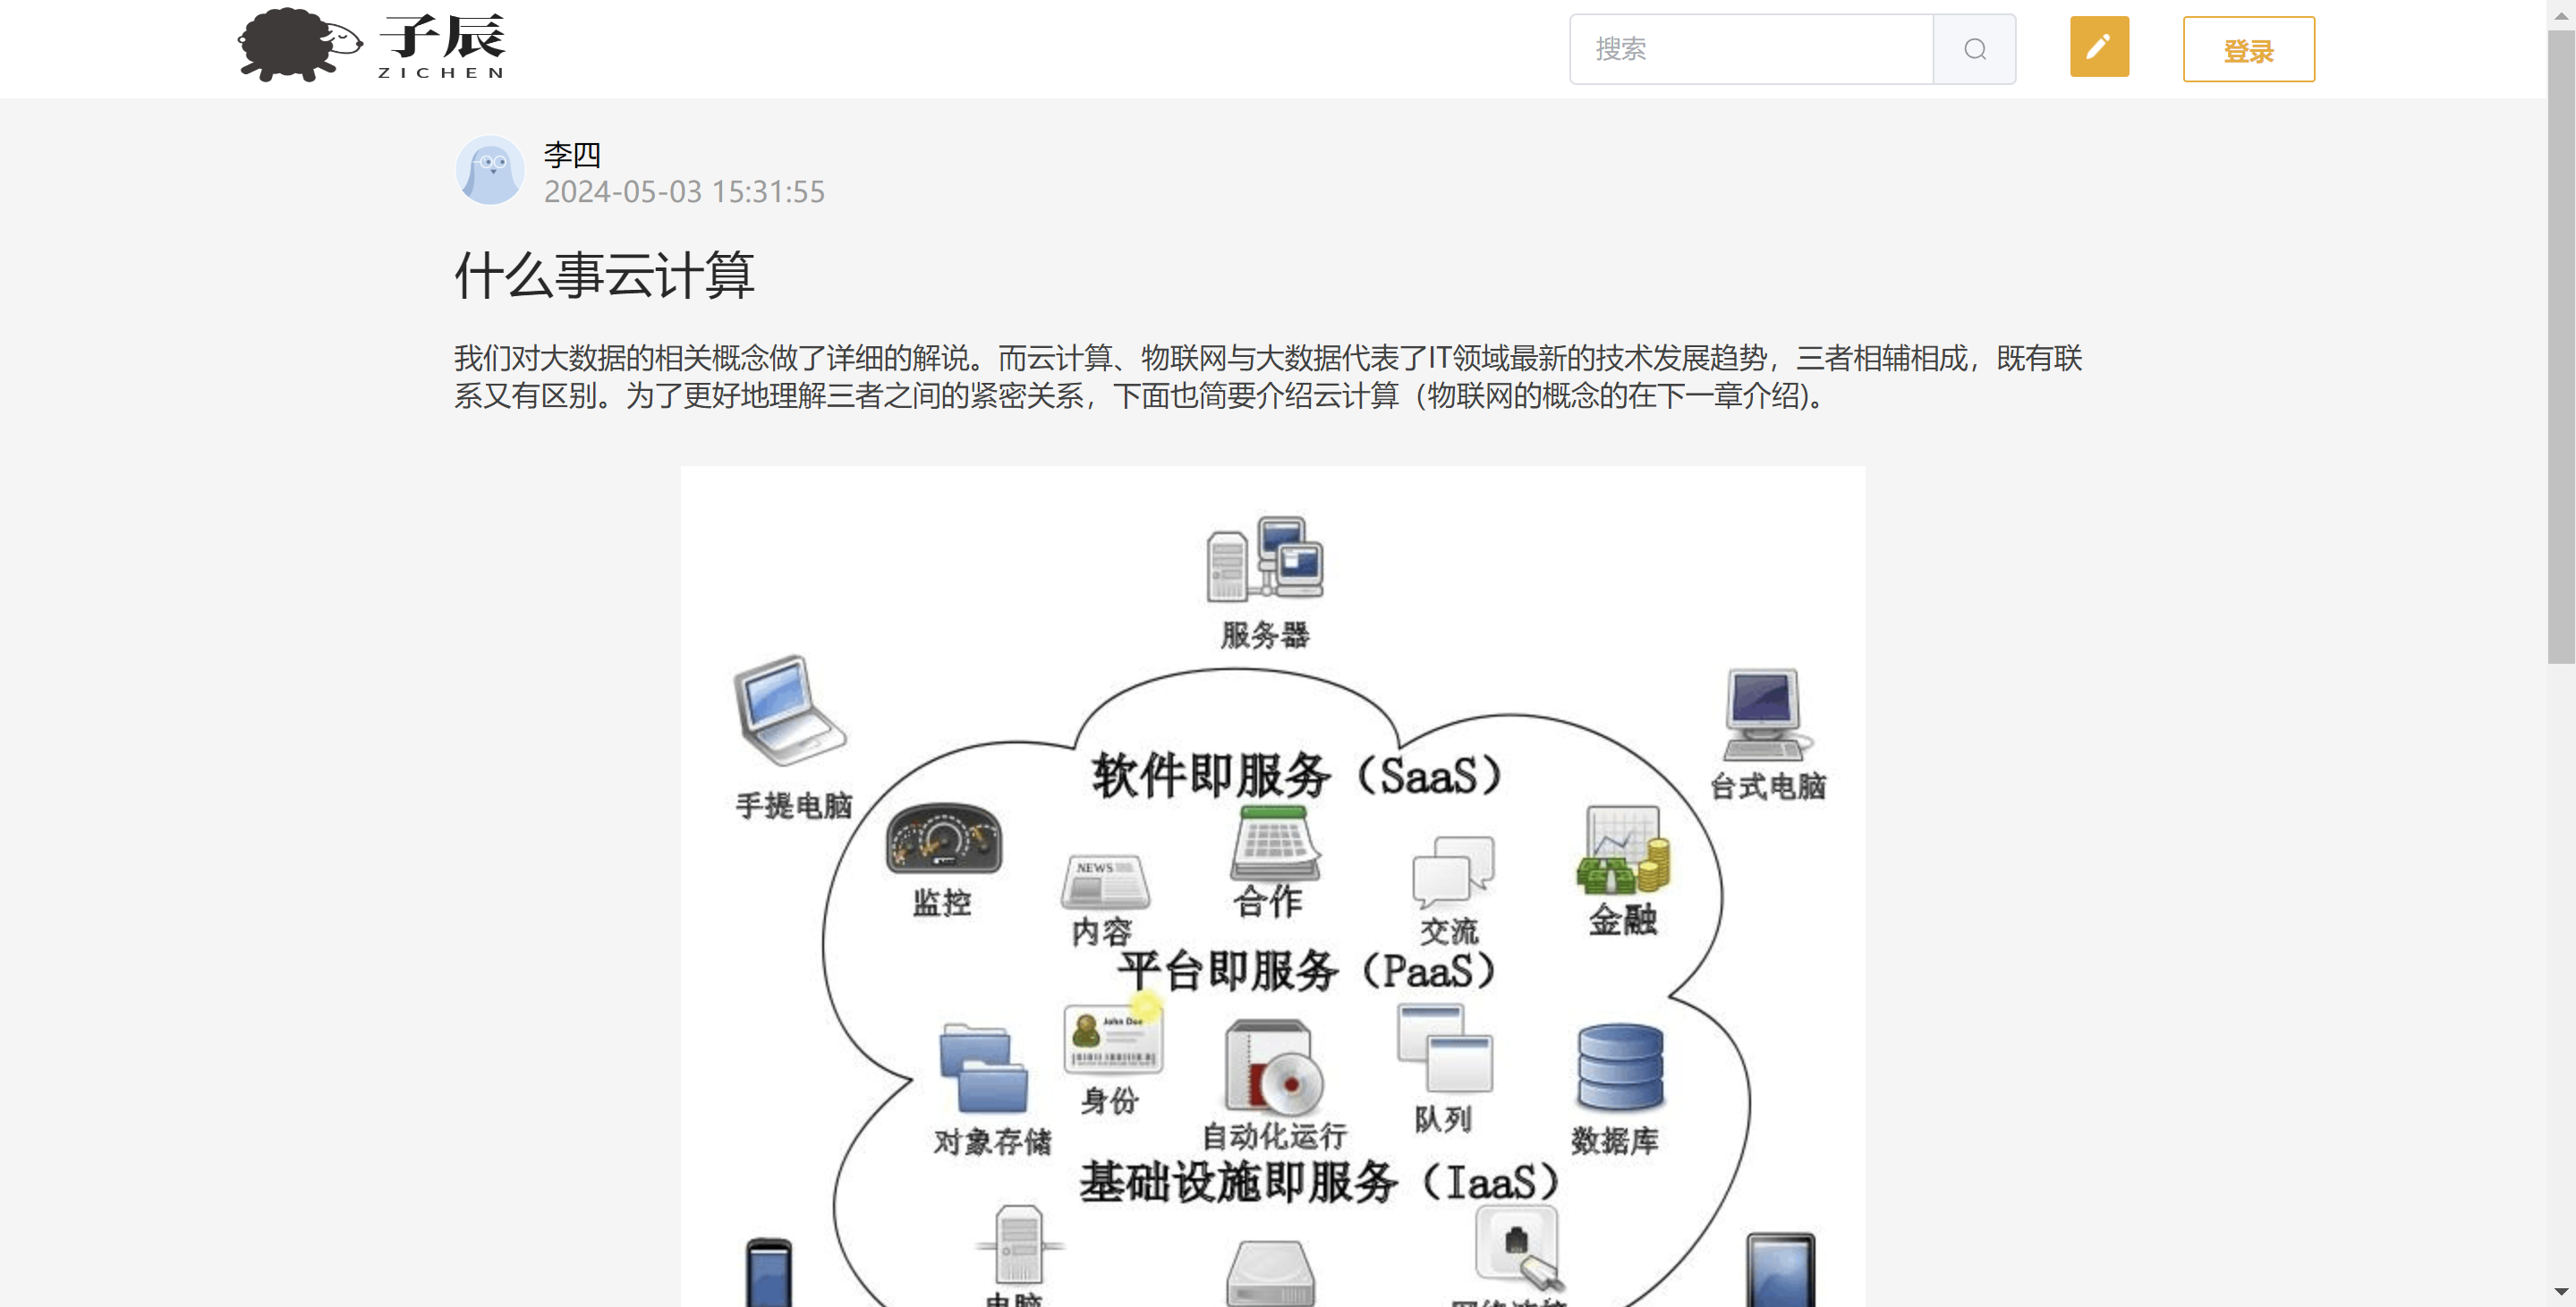 子辰
ZICHEN
搜索
登录
李四
2024-05-03 15:31:55
什么事云计算
我们对大数据的相关概念做了详细的解说。而云计算、物联网与大数据代表了IT领域最新的技术发展趋势，三者相辅相成，既有联
系又有区别。为了更好地理解三者之间的紧密关系，下面也简要介绍云计算（物联网的概念的在下一章介绍)。
服务器
手提电脑
台式电脑
软件即服务（SaaS）
监控
NEWS
内容
合作
交流
金融
平台即服务（PaaS）
John Doe
对象存储
身份
自动化运行
队列
数据库
基础设施即服务（IaaS）
电脑